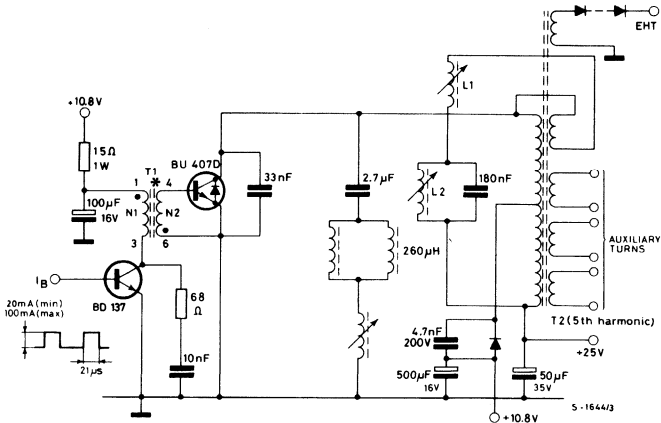 EHT
L1
+10.8V
15Ω
1W
T1
*
BU 407D
1
4
33nF
2.7µF
L2
180nF
100µF
16V
N1
N2
3
6
260µH
AUXILIARY
TURNS
IB
20mA (min)
100mA(max)
BD 137
68
Ω
21µs
10nF
4.7nF
200V
500µF
16V
T2(5th harmonic)
+25V
50µF
35V
S-1644/3
+10.8V